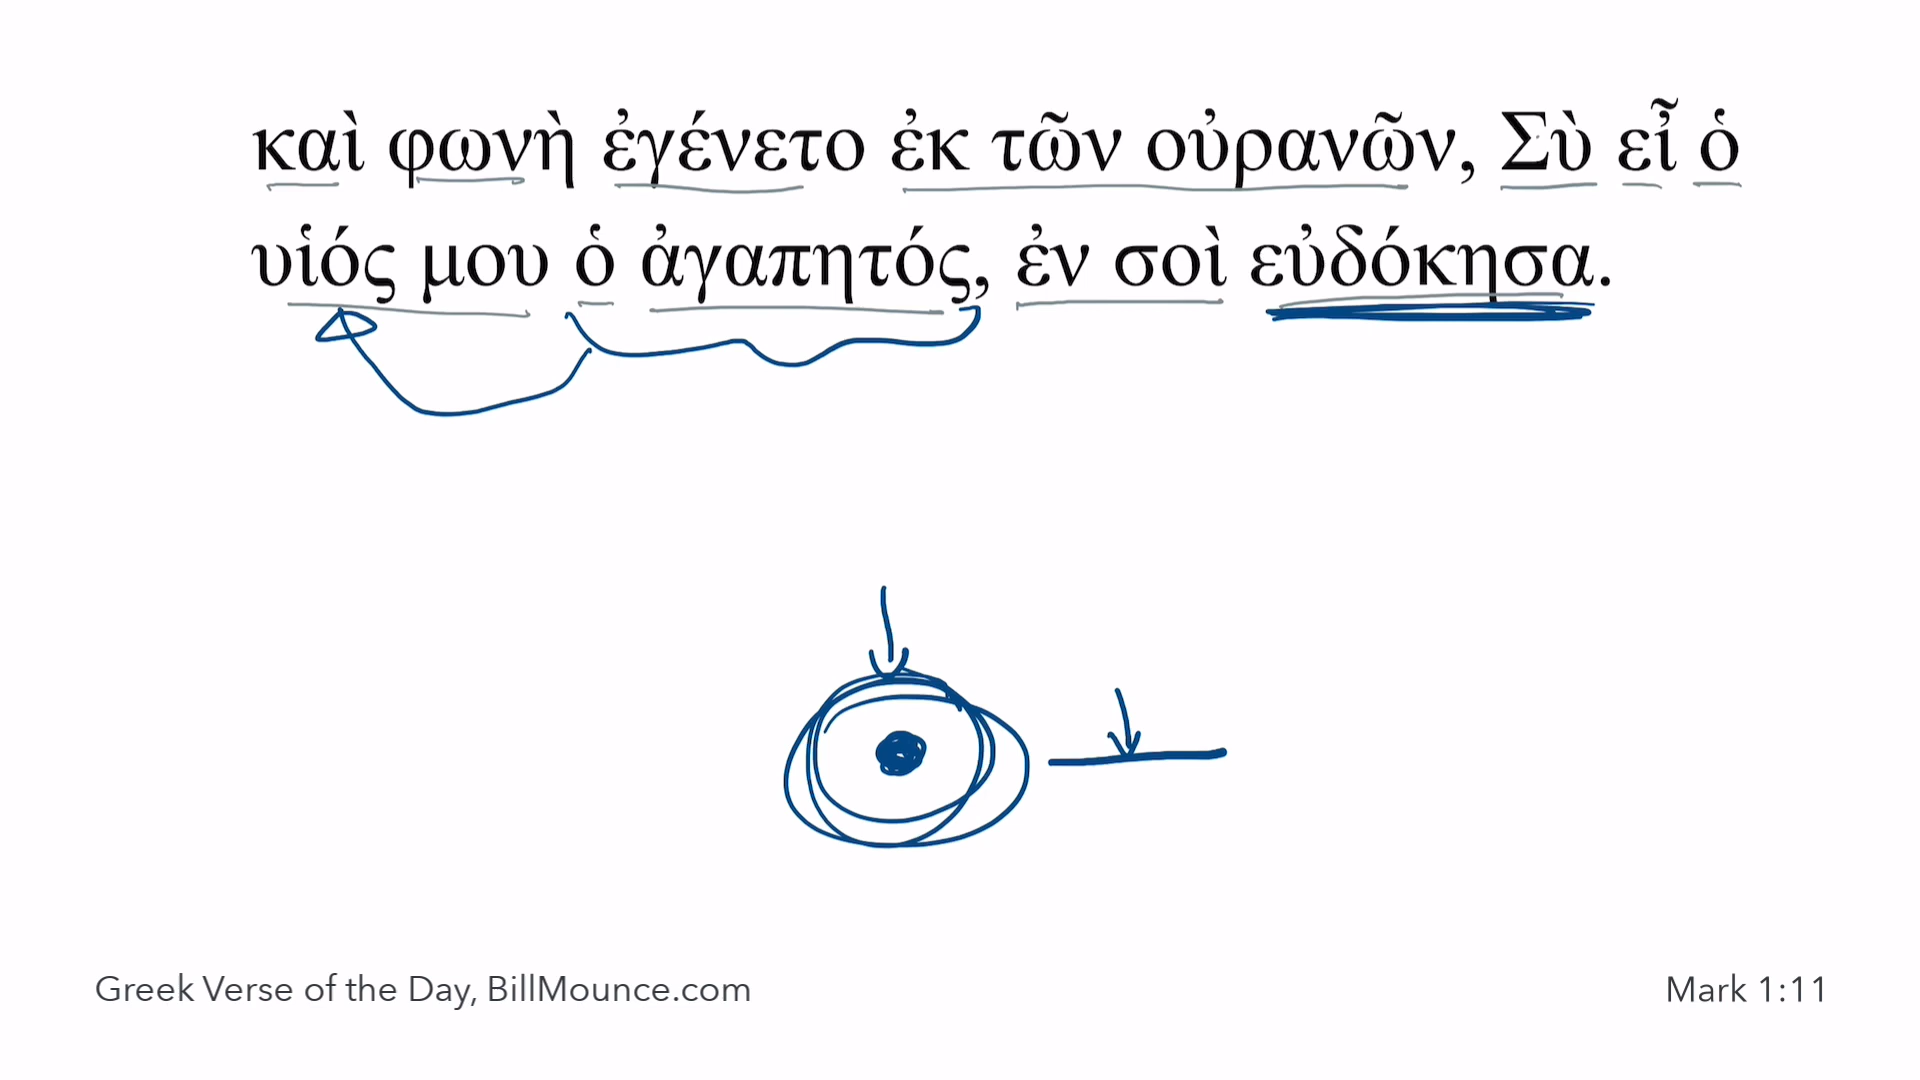 καὶ φωνὴ ἐγένετο ἐκ τῶν οὐρανῶν, Σὺ εἶ ὁ
υἱός μου ὁ ἀγαπητός, ἐν σοὶ εὐδόκησα.
Greek Verse of the Day, BillMounce.com
Mark 1:11